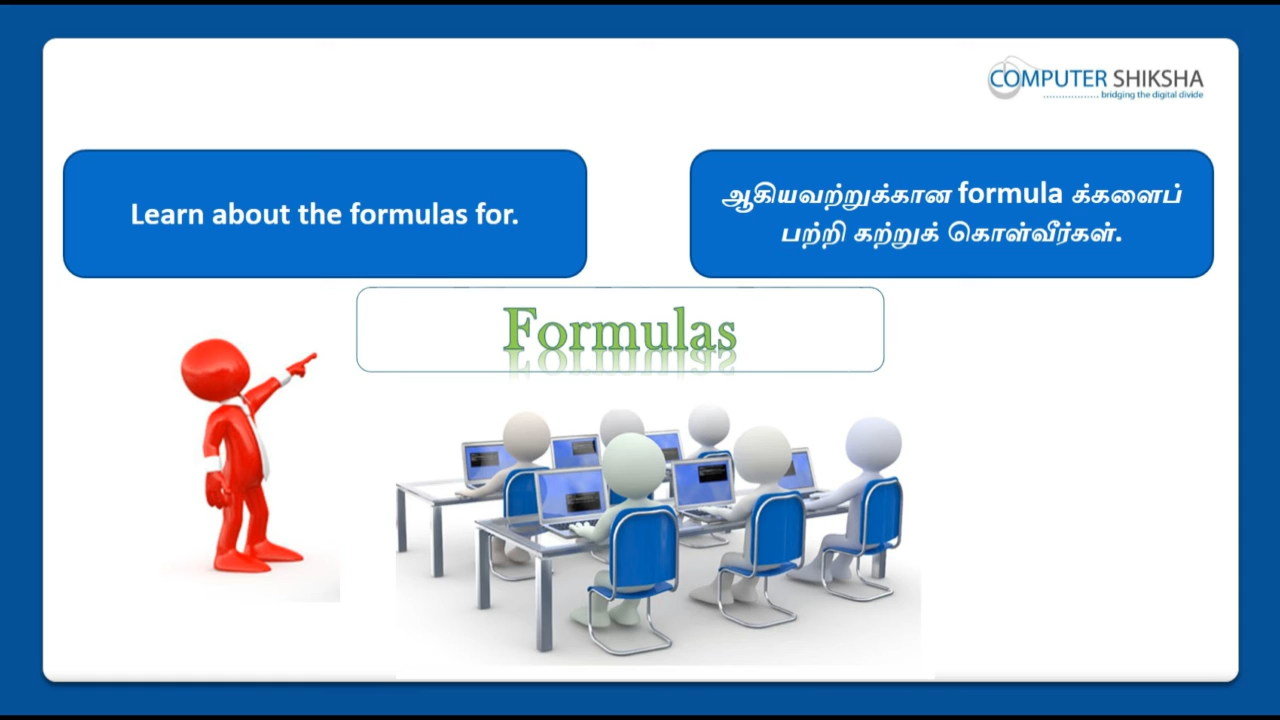 COMPUTER SHIKSHA
bridging the digital divide
Learn about the formulas for.
ஆகியவற்றுக்கான formula க்களைப்
பற்றி கற்றுக் கொள்வீர்கள்.
Formulas